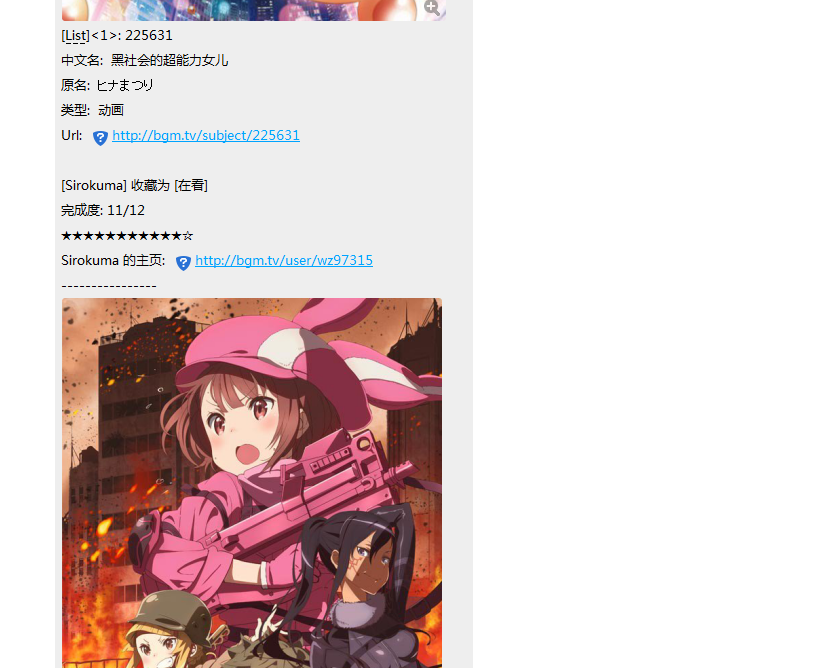 [List]<1>: 225631
中文名: 黑社会的超能力女儿
原名: ヒナまつり
类型: 动画
Url: http://bgm.tv/subject/225631
[Sirokuma] 收藏为 [在看]
完成度: 11/12
★★★★★★★★★★★☆
Sirokuma 的主页: http://bgm.tv/user/wz97315
----------------